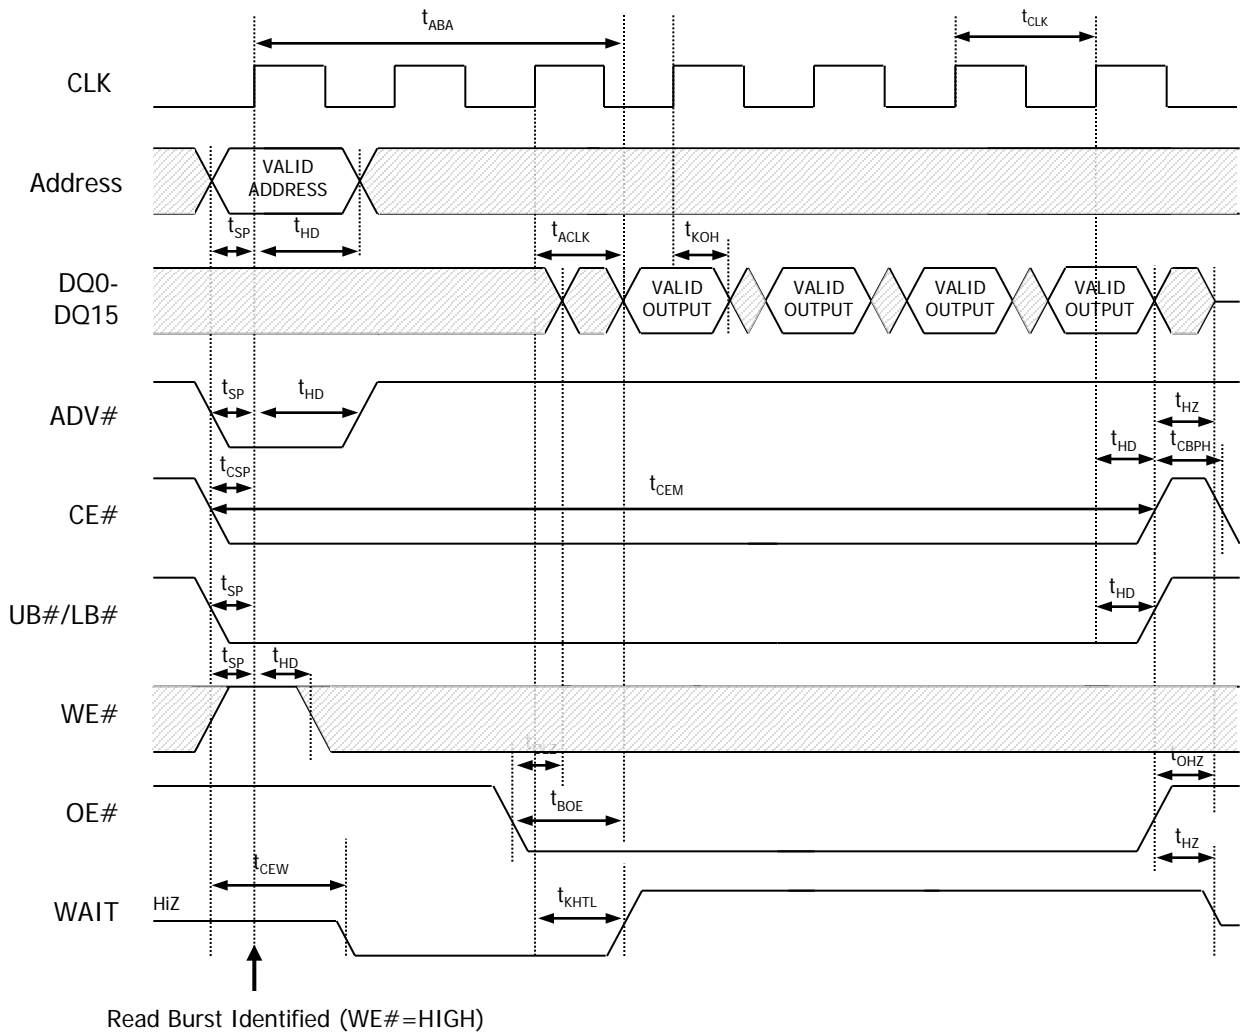 tABA
tCLK
CLK
Address
VALID
ADDRESS
tSP
tHD
tACLK
tKOH
DQ0-
DQ15
VALID
OUTPUT
VALID
OUTPUT
VALID
OUTPUT
VALID
OUTPUT
ADV#
tSP
tHD
tHZ
tHD
tCBPH
CE#
tCSP
tCEM
UB#/LB#
tSP
tHD
WE#
tSP
tHD
OE#
tBOE
tOHZ
tHZ
WAIT
HiZ
tCEW
tKHTL
Read Burst Identified (WE#=HIGH)